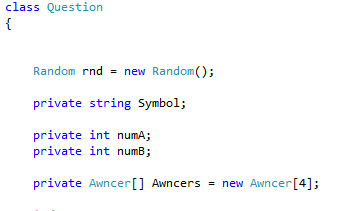 class Question
{
Random rnd = new Random();
private string Symbol;
private int numA;
private int numB;
private Awncer[] Awncers = new Awncer[4];